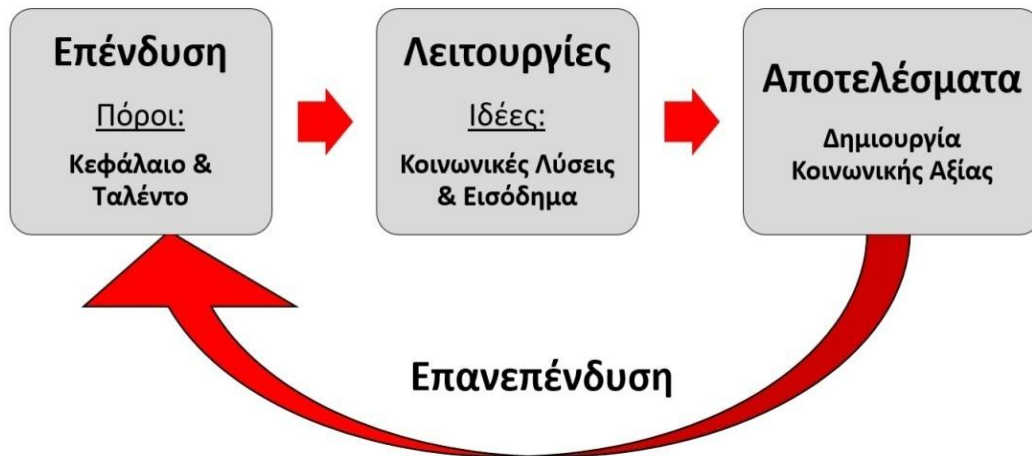 Επένδυση
Πόροι:
Κεφάλαιο &
Ταλέντο
Λειτουργίες
Ιδέες:
Κοινωνικές Λύσεις
& Εισόδημα
Αποτελέσματα
Δημιουργία
Κοινωνικής Αξίας
Επανεπένδυση